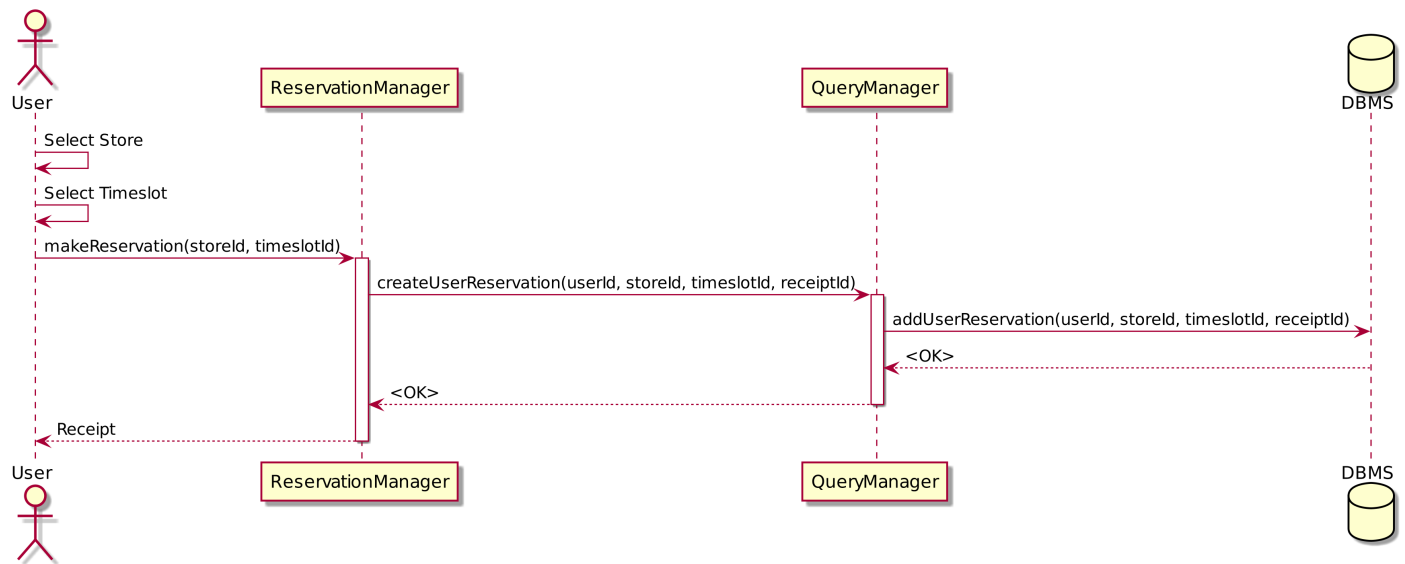 User
ReservationManager
QueryManager
DBMS
Select Store
Select Timeslot
makeReservation(storeId, timeslotId)
createUserReservation(userId, storeId, timeslotId, receiptId)
addUserReservation(userId, storeId, timeslotId, receiptId)
<OK>
<OK>
Receipt
User
ReservationManager
QueryManager
DBMS